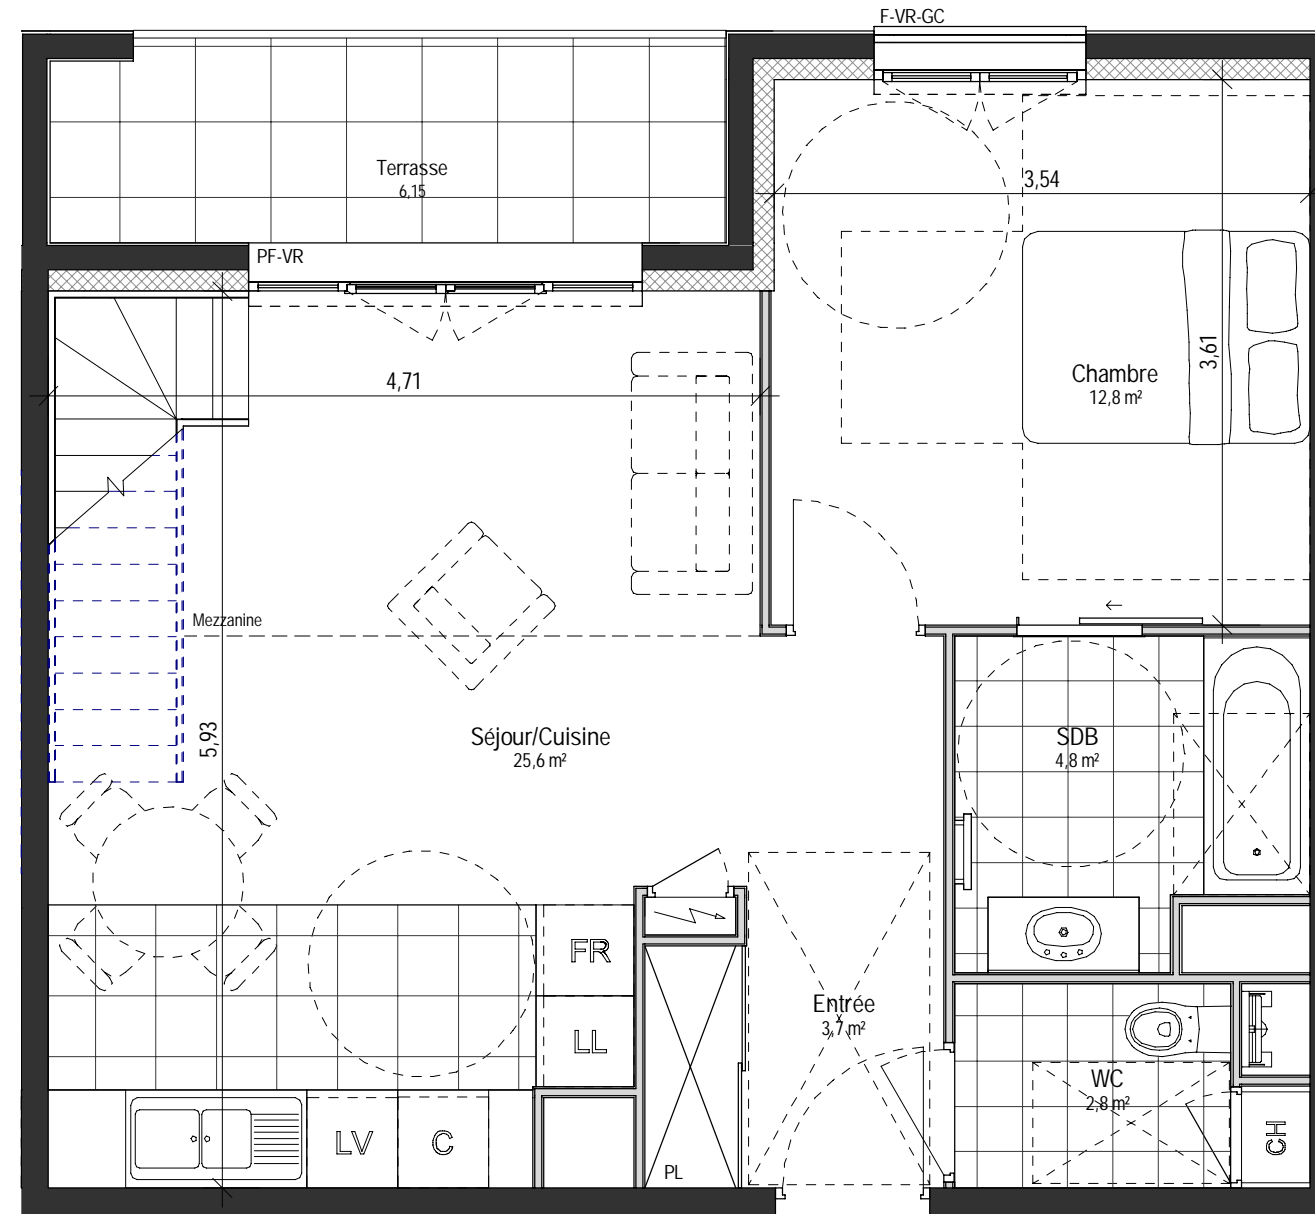 F-VR-GC
Terrasse
6,15
3,54
PF-VR
4,71
3,61
Chambre
12,8 m²
Mezzanine
5,93
Séjour/Cuisine
25,6 m²
SDB
4,8 m²
FR
LL
Entrée
3,7 m²
WC
2,8 m²
LV
C
PL
CH